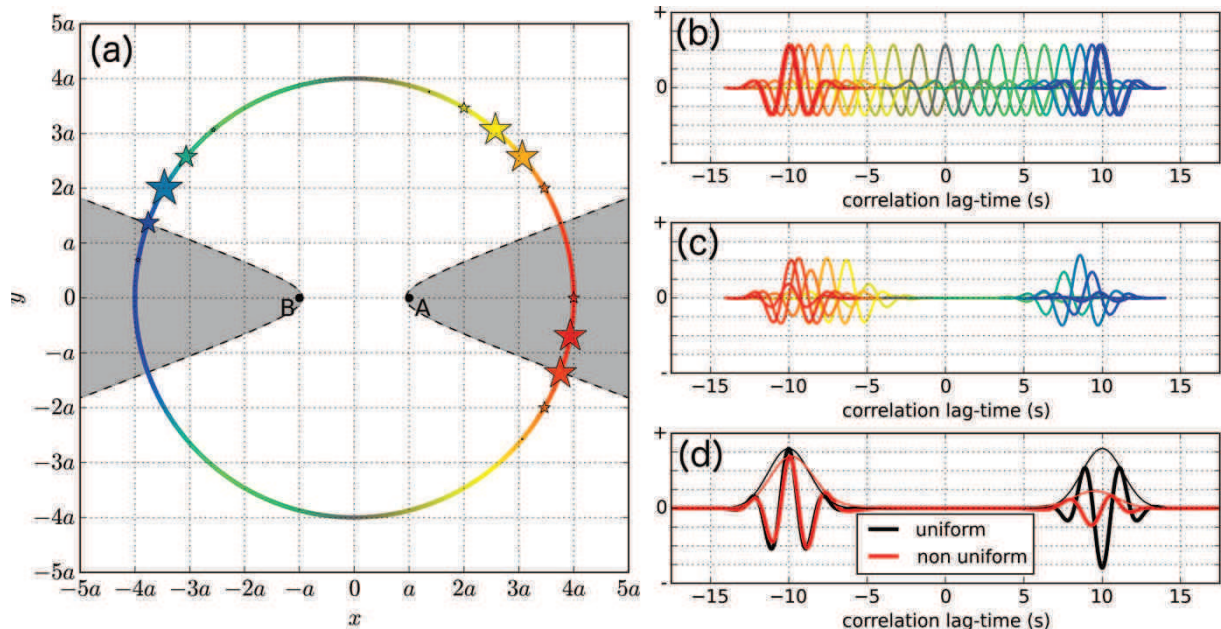 (a)
5a
4a
3a
2a
a
0
−a
−2a
−3a
−4a
−5a
y
B
A
−5a −4a −3a −2a −a 0 a 2a 3a 4a 5a
x
(b)
+
0
-
−15 −10 −5 0 5 10 15
correlation lag-time (s)
(c)
+
0
-
−15 −10 −5 0 5 10 15
correlation lag-time (s)
(d)
+
0
-
uniform
non uniform
−15 −10 −5 0 5 10 15
correlation lag-time (s)